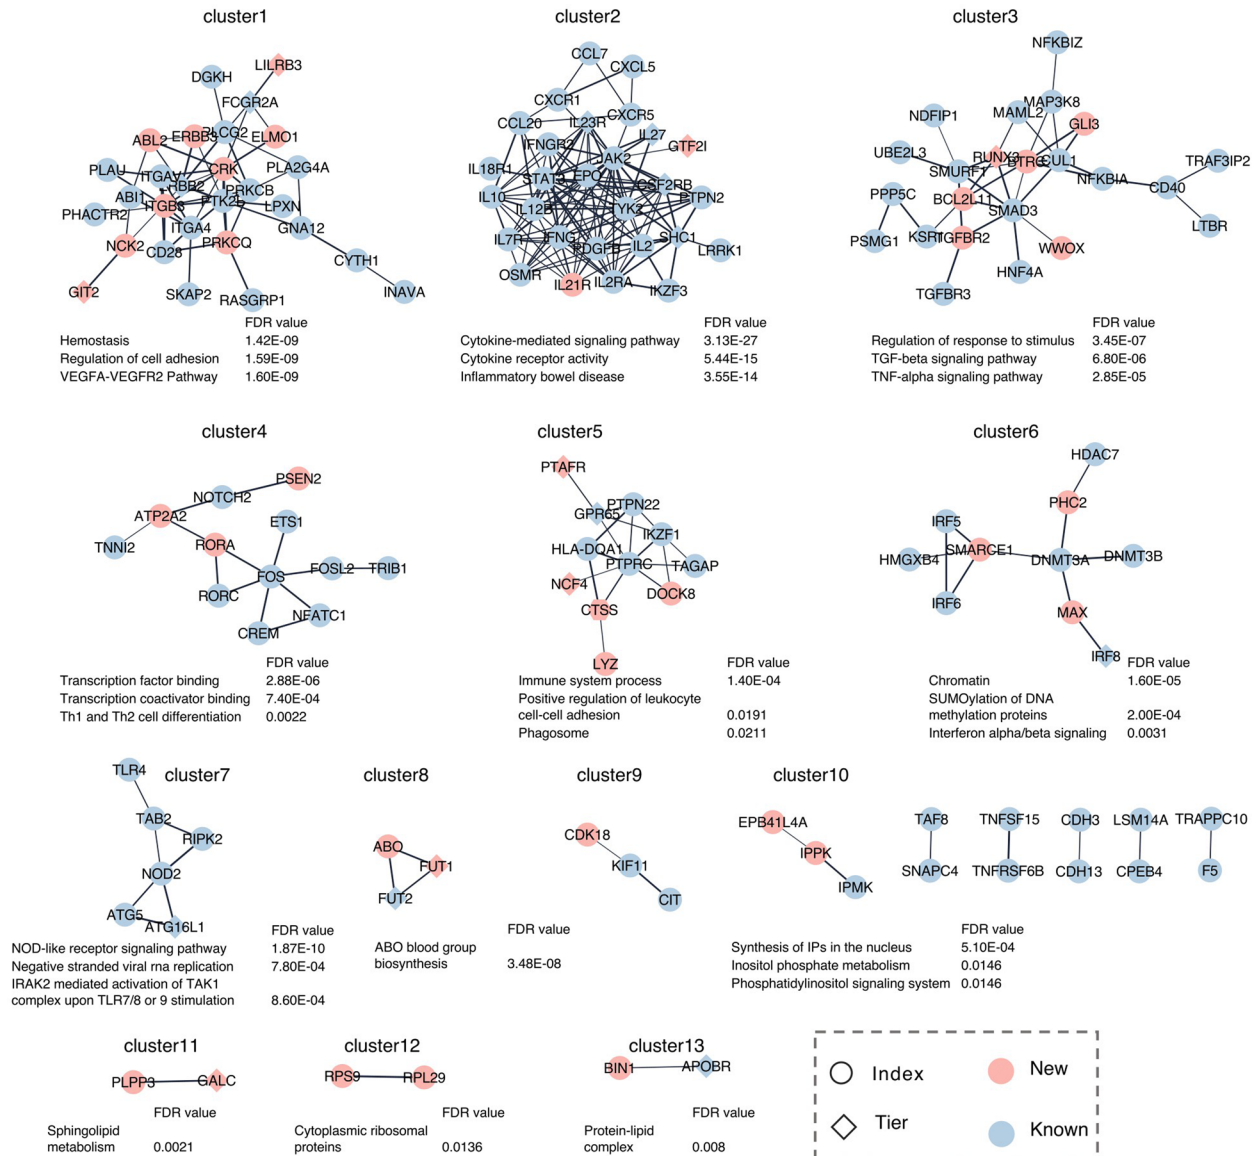 cluster1
LILRB3
DGKH
FCGR2A
PLCG2
ABL2
ERBB3
ELMO1
PLAU
ITGAV
CRK
PLA2G4A
ERBB2
PRKCB
ABI1
ITGB3
PTK2B
LPXN
PHACTR2
ITGA4
GNA12
NCK2
CD28
PRKCQ
CYTH1
GIT2
SKAP2
RASGRP1
INAVA
FDR value
Hemostasis 1.42E-09
Regulation of cell adhesion 1.59E-09
VEGFA-VEGFR2 Pathway 1.60E-09
cluster2
CCL7
CXCL5
CXCR1
CXCR5
CCL20
IL23R
IL27
IFNGR2
GTF2I
JAK2
IL18R1
STAT3
EPO
CSF2RB
IL10
PTPN2
TYK2
IL7R
IFNG
IL2
SHC1
LRRK1
OSMR
IL21R
IL2RA
IKZF3
FDR value
Cytokine-mediated signaling pathway 3.13E-27
Cytokine receptor activity 5.44E-15
Inflammatory bowel disease 3.55E-14
cluster3
NFKBIZ
MAP3K8
NDFIP1
MAML2
GLI3
UBE2L3
RUNX3
BTRC
CUL1
TRAF3IP2
SMURF1
NFKBIA
CD40
PPP5C
BCL2L11
SMAD3
LTBR
PSMG1
KSR1
TGFBR2
WWOX
HNF4A
TGFBR3
FDR value
Regulation of response to stimulus 3.45E-07
TGF-beta signaling pathway 6.80E-06
TNF-alpha signaling pathway 2.85E-05
cluster4
PSEN2
NOTCH2
ATP2A2
ETS1
TNNI2
RORA
FOS
FOSL2
TRIB1
RORC
NFATC1
CREM
FDR value
Transcription factor binding 2.88E-06
Transcription coactivator binding 7.40E-04
Th1 and Th2 cell differentiation 0.0022
cluster5
PTAFR
PTPN22
GPR65
IKZF1
HLA-DQA1
PTPRC
TAGAP
NCF4
DOCK8
CTSS
LYZ
FDR value
Immune system process 1.40E-04
Positive regulation of leukocyte
cell-cell adhesion 0.0191
Phagosome 0.0211
cluster6
HDAC7
PHC2
IRF5
SMARCE1
HMGXB4
DNMT3A
DNMT3B
IRF6
MAX
IRF8
FDR value
Chromatin 1.60E-05
SUMOylation of DNA
methylation proteins 2.00E-04
Interferon alpha/beta signaling 0.0031
cluster7
TLR4
TAB2
RIPK2
NOD2
ATG5
ATG16L1
FDR value
NOD-like receptor signaling pathway 1.87E-10
Negative stranded viral rna replication 7.80E-04
IRAK2 mediated activation of TAK1
complex upon TLR7/8 or 9 stimulation 8.60E-04
cluster8
ABO
FUT1
FUT2
FDR value
ABO blood group
biosynthesis 3.48E-08
cluster9
CDK18
KIF11
CIT
cluster10
EPB41L4A
IPPK
IPMK
FDR value
Synthesis of IPs in the nucleus 5.10E-04
Inositol phosphate metabolism 0.0146
Phosphatidylinositol signaling system 0.0146
TAF8 TNFSF15 CDH3 LSM14A TRAPPC10
SNAPC4 TNFRSF6B CDH13 CPEB4 F5
cluster11
PLPP3 GALC
FDR value
Sphingolipid
metabolism 0.0021
cluster12
RPS9 RPL29
FDR value
Cytoplasmic ribosomal
proteins 0.0136
cluster13
BIN1 APOBR
FDR value
Protein-lipid
complex 0.008
Index New
Tier Known